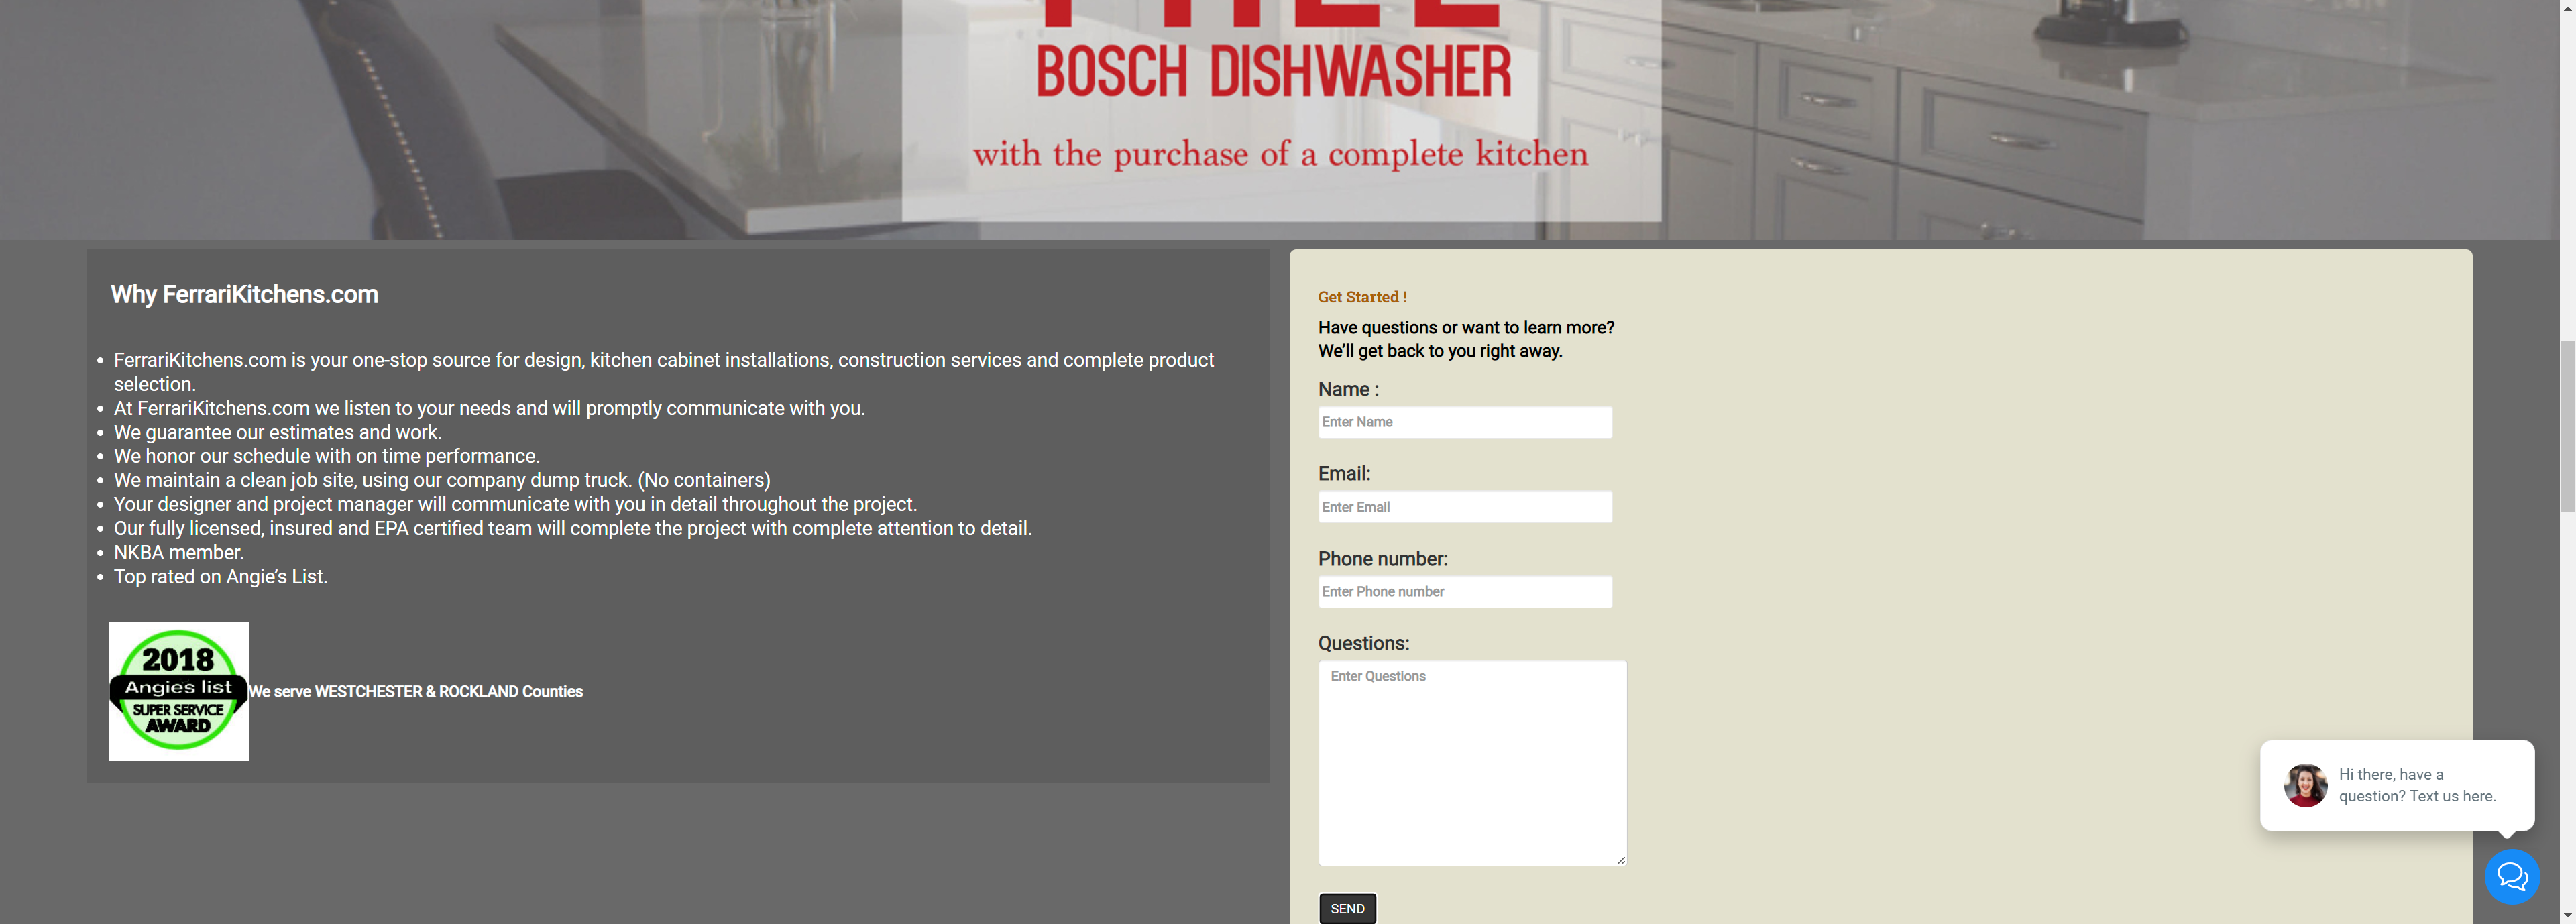 BOSCH DISHWASHER
with the purchase of a complete kitchen
Why FerrariKitchens.com
• FerrariKitchens.com is your one-stop source for design, kitchen cabinet installations, construction services and complete product
selection.
• At FerrariKitchens.com we listen to your needs and will promptly communicate with you.
• We guarantee our estimates and work.
• We honor our schedule with on time performance.
• We maintain a clean job site, using our company dump truck. (No containers)
• Your designer and project manager will communicate with you in detail throughout the project.
• Our fully licensed, insured and EPA certified team will complete the project with complete attention to detail.
• NKBA member.
• Top rated on Angie’s List.
2018
Angies list
SUPER SERVICE
AWARD
We serve WESTCHESTER & ROCKLAND Counties
Get Started !
Have questions or want to learn more?
We’ll get back to you right away.
Name :
Enter Name
Email:
Enter Email
Phone number:
Enter Phone number
Questions:
Enter Questions
SEND
Hi there, have a
question? Text us here.